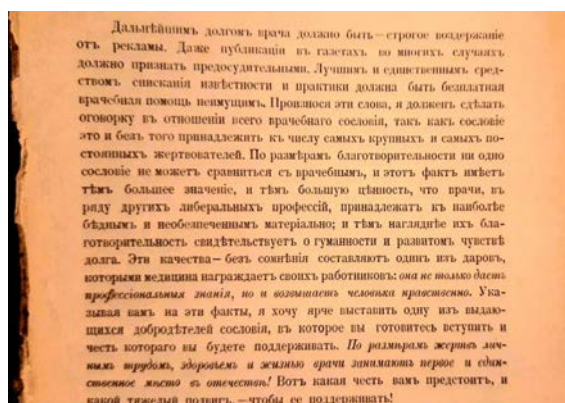 Дальнѣйшимъ долгомъ врача должно быть — строгое воздержаніе
отъ рекламы. Даже публикаціи въ газетахъ во многихъ случаяхъ
должно признать предосудительными. Лучшимъ и единственнымъ сред-
ствомъ снисканія извѣстности и практики должна быть безплатная
врачебная помощь неимущимъ. Произнося эти слова, я долженъ сдѣлать
оговорку въ отношеніи всего врачебнаго сословія, такъ какъ сословіе
это и безъ того принадлежитъ къ числу самыхъ крупныхъ и самыхъ по-
стоянныхъ жертвователей. По размѣрамъ благотворительности ни одно
сословіе не можетъ сравниться съ врачебнымъ, и этотъ фактъ имѣетъ
тѣмъ большее значеніе, и тѣмъ большую цѣнность, что врачи, въ
ряду другихъ либеральныхъ профессій, принадлежатъ къ наиболѣе
бѣднымъ и необезпеченнымъ матеріально; и тѣмъ нагляднѣе ихъ бла-
готворительность свидѣтельствуетъ о гуманности и развитомъ чувствѣ
долга. Эти качества — безъ сомнѣнія составляютъ одинъ изъ даровъ,
которыми медицина награждаетъ своихъ работниковъ: она не только даетъ
профессіональныя знанія, но и возвышаетъ человѣка нравственно. Ука-
зывая вамъ на эти факты, я хочу ярче выставить одну изъ выдаю-
щихся добродѣтелей сословія, въ которое вы готовитесь вступить и
честь котораго вы будете поддерживать. По размѣрамъ жертвъ лич-
нымъ трудомъ, здоровьемъ и жизнью врачи занимаютъ первое и един-
ственное мѣсто въ отечествѣ! Вотъ какая честь вамъ предстоитъ, и
какой тяжелый подвигъ, — чтобы ее поддерживать!